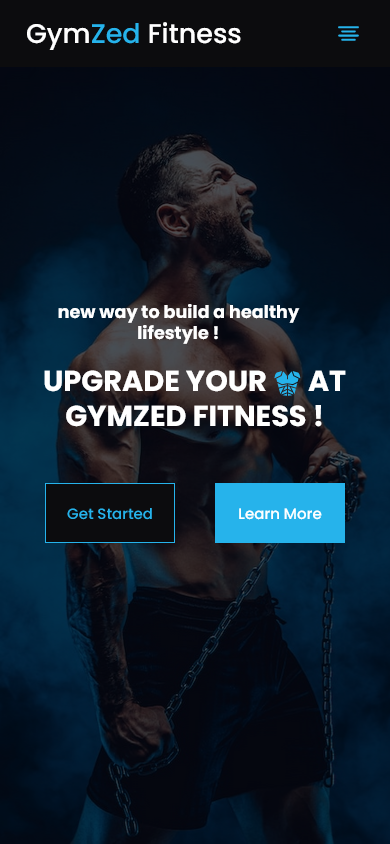 GymZed Fitness
new way to build a healthy
lifestyle !
UPGRADE YOUR AT
GYMZED FITNESS !
Get Started
Learn More